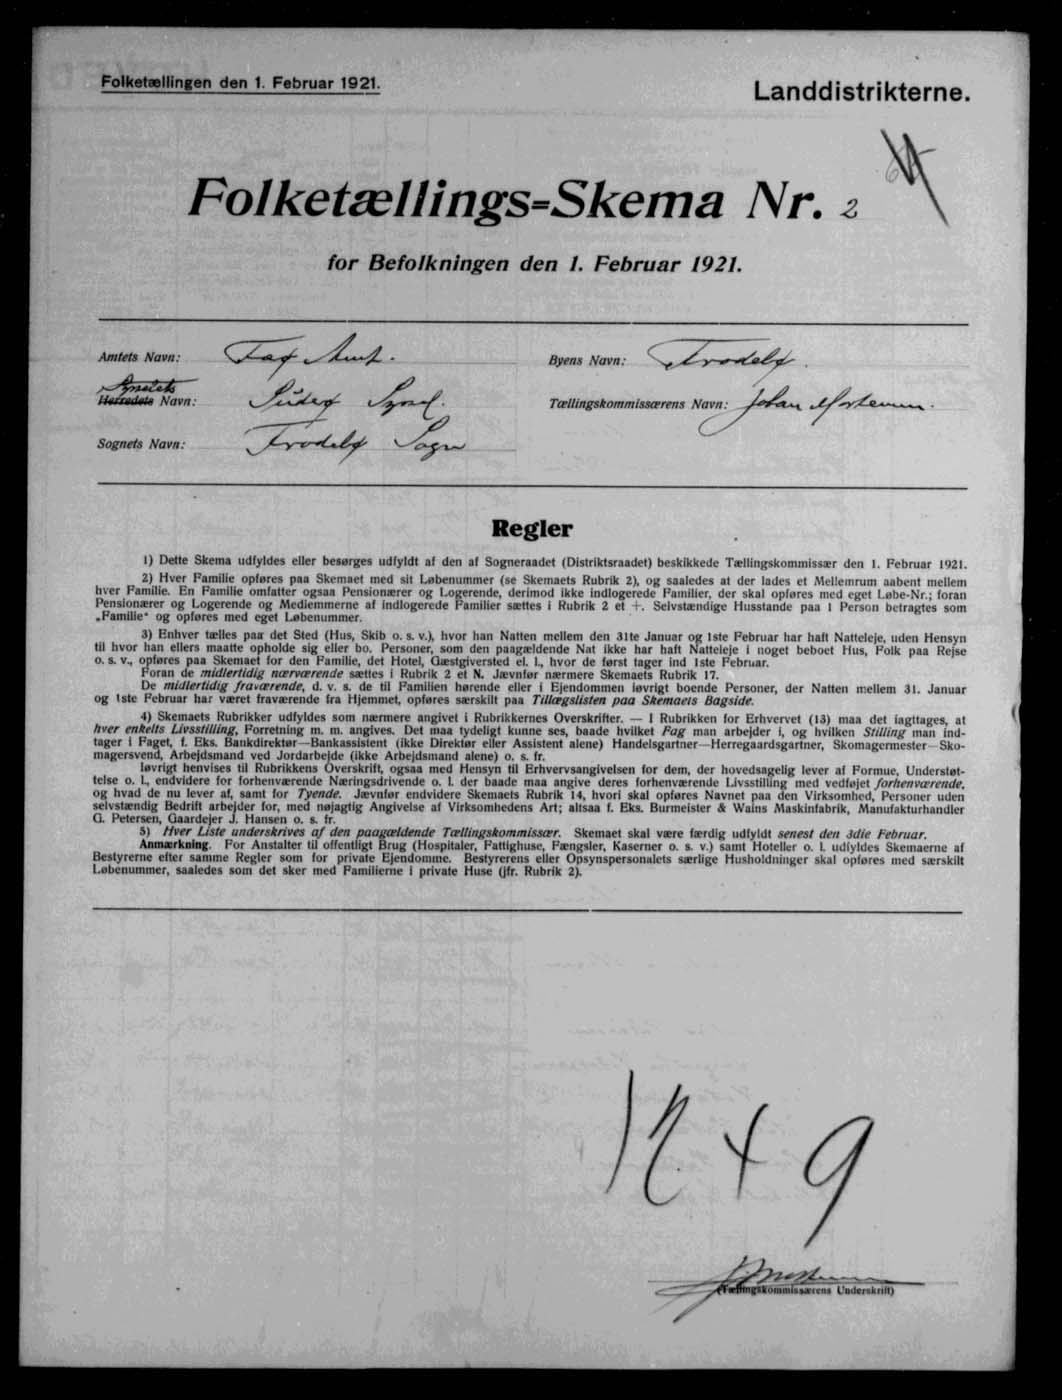 Folketællingen den 1. Februar 1921.
Landdistrikterne.
Folketællings=Skema Nr. 2
for Befolkningen den 1. Februar 1921.
Amtets Navn: Færø Amt.
Byens Navn: Frodebø.
Sysselets
Herredets Navn: Süderø Syssel.
Tællingskommissærens Navn: Johan Mortensen.
Sognets Navn: Frodebø Sogn
Regler
1) Dette Skema udfyldes eller besørges udfyldt af den af Sogneraadet (Distriktsraadet) beskikkede Tællingskommissær den 1. Februar 1921.
2) Hver Familie opføres paa Skemaet med sit Løbenummer (se Skemaets Rubrik 2), og saaledes at der lades et Mellemrum aabent mellem
hver Familie. En Familie omfatter ogsaa Pensionærer og Logerende, derimod ikke indlogerede Familier, der skal opføres med eget Løbe-Nr.; foran
Pensionærer og Logerende og Medlemmerne af indlogerede Familier sættes i Rubrik 2 et +. Selvstændige Husstande paa 1 Person betragtes som
„Familie“ og opføres med eget Løbenummer.
3) Enhver tælles paa det Sted (Hus, Skib o. s. v.), hvor han Natten mellem den 31te Januar og 1ste Februar har haft Natteleje, uden Hensyn
til hvor han ellers maatte opholde sig eller bo. Personer, som den paagældende Nat ikke har haft Natteleje i noget beboet Hus, Folk paa Rejse
o. s. v., opføres paa Skemaet for den Familie, det Hotel, Gæstgiversted el. l., hvor de først tager ind 1ste Februar.
Foran de midlertidig nærværende sættes i Rubrik 2 et N. Jævnfør nærmere Skemaets Rubrik 17.
De midlertidig fraværende, d. v. s. de til Familien hørende eller i Ejendommen iøvrigt boende Personer, der Natten mellem 31. Januar
og 1ste Februar har været fraværende fra Hjemmet, opføres særskilt paa Tillægslisten paa Skemaets Bagside.
4) Skemaets Rubrikker udfyldes som nærmere angivet i Rubrikkernes Overskrifter. — I Rubrikken for Erhvervet (13) maa det iagttages, at
hver enkelts Livsstilling, Forretning m. m. angives. Det maa tydeligt kunne ses, baade hvilket Fag man arbejder i, og hvilken Stilling man ind-
tager i Faget, f. Eks. Bankdirektør—Bankassistent (ikke Direktør eller Assistent alene) Handelsgartner—Herregaardsgartner, Skomagermester—Sko-
magersvend, Arbejdsmand ved Jordarbejde (ikke Arbejdsmand alene) o. s. fr.
Iøvrigt henvises til Rubrikkens Overskrift, ogsaa med Hensyn til Erhvervsangivelsen for dem, der hovedsagelig lever af Formue, Understøt-
telse o. l., endvidere for forhenværende Næringsdrivende o. l. der baade maa angive deres forhenværende Livsstilling med vedføjet forhenværende,
og hvad de nu lever af, samt for Tyende. Jævnfør endvidere Skemaets Rubrik 14, hvori skal opføres Navnet paa den Virksomhed, Personer uden
selvstændig Bedrift arbejder for, med nøjagtig Angivelse af Virksomhedens Art; altsaa f. Eks. Burmeister & Wains Maskinfabrik, Manufakturhandler
G. Petersen, Gaardejer J. Hansen o. s. fr.
5) Hver Liste underskrives af den paagældende Tællingskommissær. Skemaet skal være færdig udfyldt senest den 3die Februar.
Anmærkning. For Anstalter til offentligt Brug (Hospitaler, Fattighuse, Fængsler, Kaserner o. s. v.) samt Hoteller o. l. udfyldes Skemaerne af
Bestyrerne efter samme Regler som for private Ejendomme. Bestyrerens eller Opsynspersonalets særlige Husholdninger skal opføres med særskilt
Løbenummer, saaledes som det sker med Familierne i private Huse (jfr. Rubrik 2).
12 + 9
J. Mortensen
(Tællingskommissærens Underskrift)